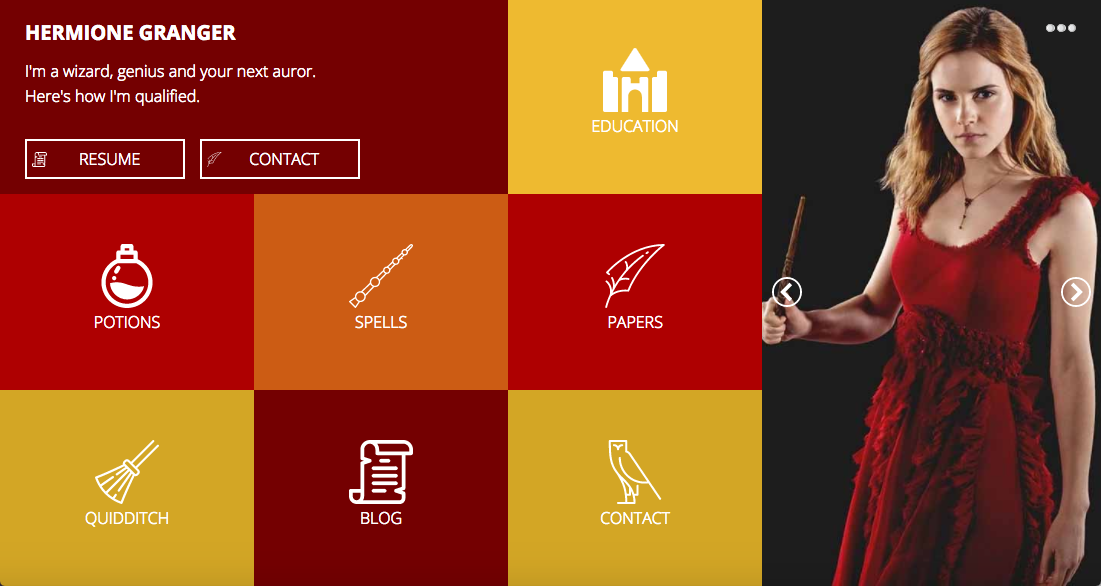 HERMIONE GRANGER
I'm a wizard, genius and your next auror.
Here's how I'm qualified.
RESUME
CONTACT
EDUCATION
POTIONS
SPELLS
PAPERS
QUIDDITCH
BLOG
CONTACT